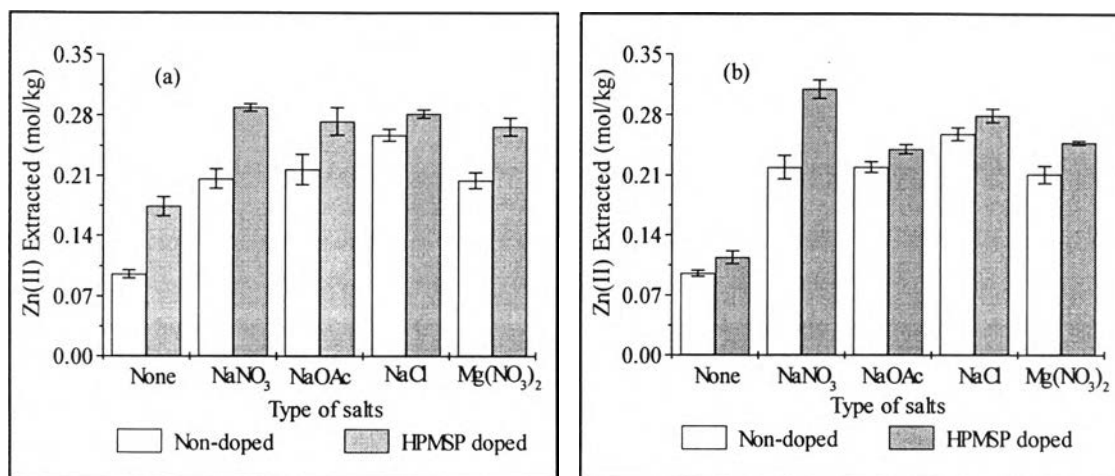 (a)
Zn(II) Extracted (mol/kg)
0.35
0.28
0.21
0.14
0.07
0.00
None NaNO₃ NaOAc NaCl Mg(NO₃)₂
Type of salts
Non-doped HPMSP doped
(b)
Zn(II) Extracted (mol/kg)
0.35
0.28
0.21
0.14
0.07
0.00
None NaNO₃ NaOAc NaCl Mg(NO₃)₂
Type of salts
Non-doped HPMSP doped